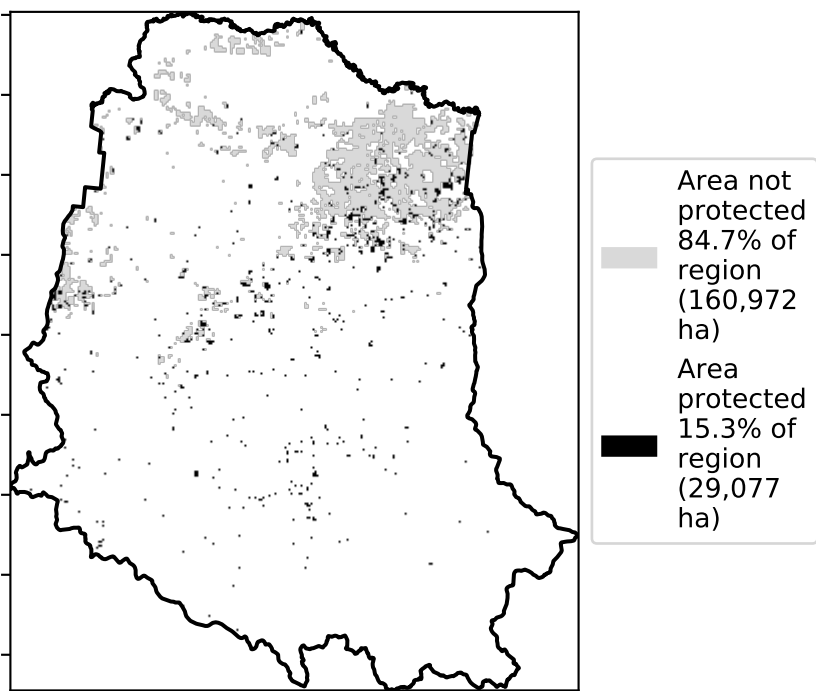 Area not
protected
84.7% of
region
(160,972
ha)
Area
protected
15.3% of
region
(29,077
ha)